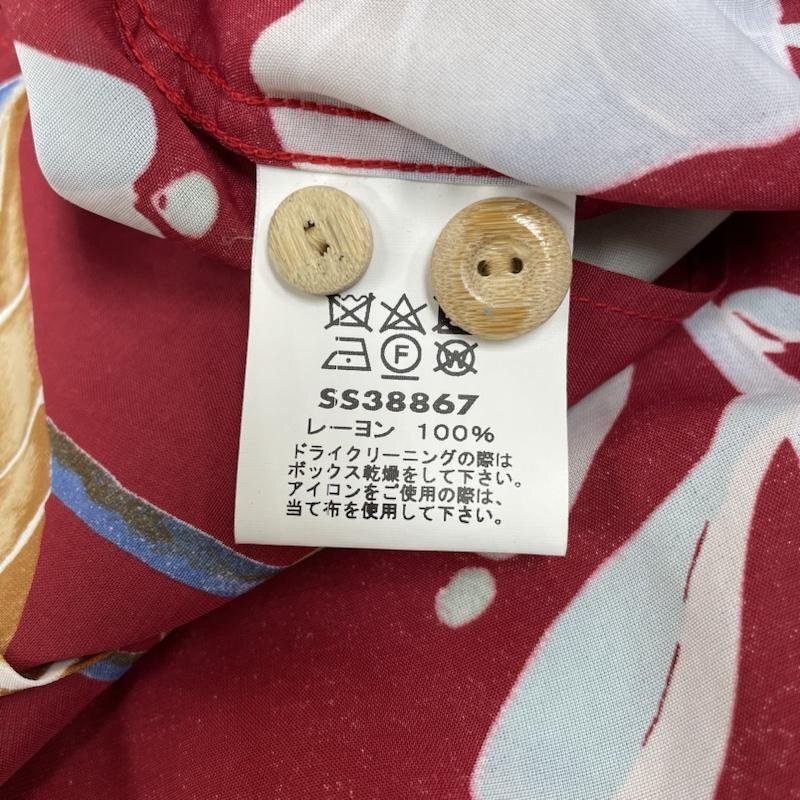 F
W
SS38867
レーヨン 100%
ドライクリーニングの際は
ボックス乾燥をして下さい。
アイロンをご使用の際は、
当て布を使用して下さい。